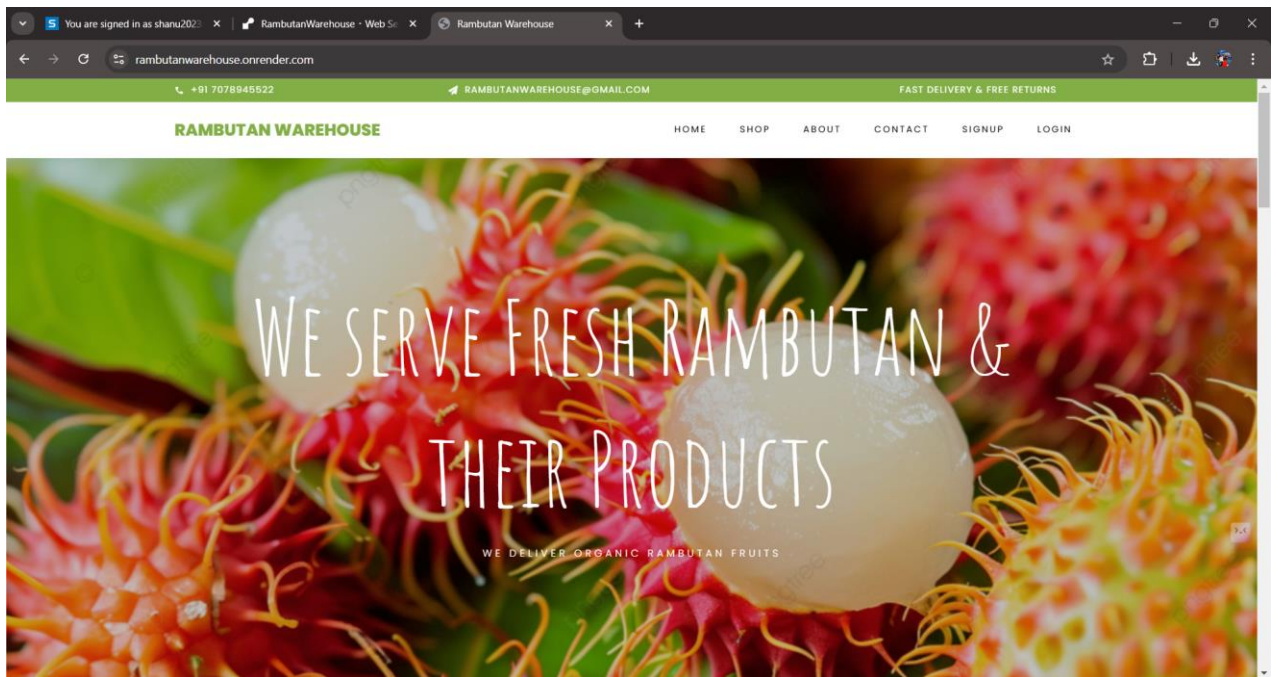 You are signed in as shanu2023
RambutanWarehouse · Web Se
Rambutan Warehouse
rambutanwarehouse.onrender.com
+91 7078945522
RAMBUTANWAREHOUSE@GMAIL.COM
FAST DELIVERY & FREE RETURNS
RAMBUTAN WAREHOUSE
HOME
SHOP
ABOUT
CONTACT
SIGNUP
LOGIN
WE SERVE FRESH RAMBUTAN &
THEIR PRODUCTS
WE DELIVER ORGANIC RAMBUTAN FRUITS
pngtree